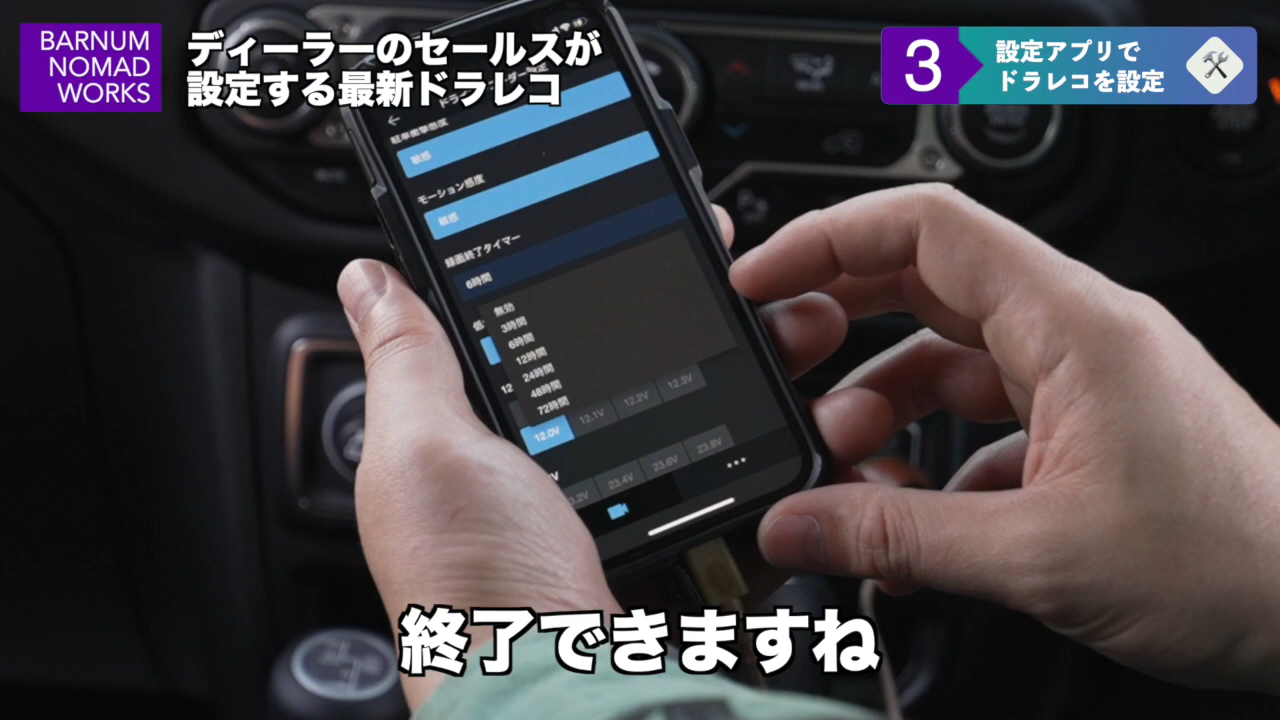 BARNUM
NOMAD
WORKS
ディーラーのセールスが
設定する最新ドラレコ
3
設定アプリで
ドラレコを設定
駐車衝撃感度
敏感
モーション感度
敏感
録画終了タイマー
6時間
無効
3時間
6時間
12時間
24時間
48時間
72時間
低
12
12.0V
12.1V
12.2V
12.3V
23.4V
23.6V
23.8V
終了できますね